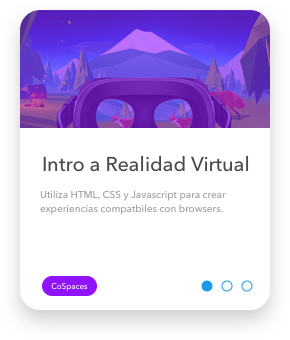 Intro a Realidad Virtual
Utiliza HTML, CSS y Javascript para crear
experiencias compatbiles con browsers.
CoSpaces